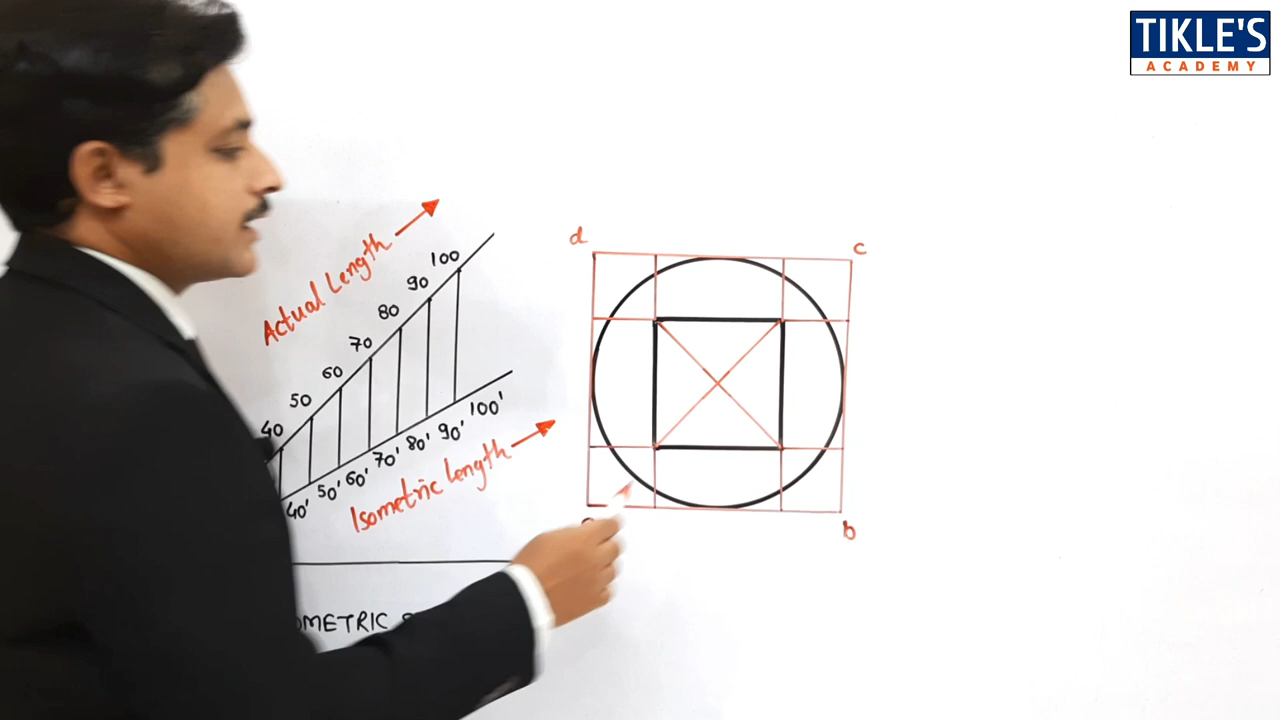 TIKLE'S
ACADEMY
Actual Length
40 50 60 70 80 90 100
40' 50' 60' 70' 80' 90' 100'
Isometric Length
d
c
b